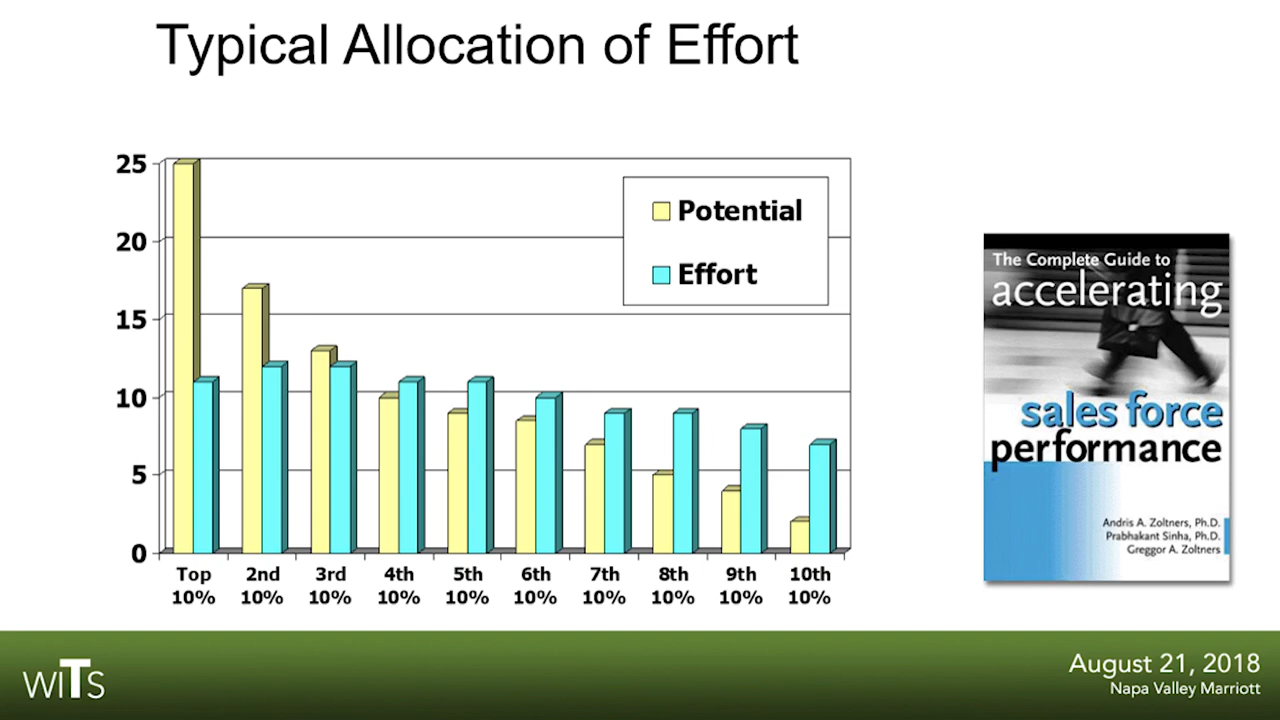 Typical Allocation of Effort
25
20
15
10
5
0
Potential
Effort
Top 10%
2nd 10%
3rd 10%
4th 10%
5th 10%
6th 10%
7th 10%
8th 10%
9th 10%
10th 10%
The Complete Guide to
accelerating
sales force
performance
Andris A. Zoltners, Ph.D.
Prabhakant Sinha, Ph.D.
Greggor A. Zoltners
WITS
August 21, 2018
Napa Valley Marriott